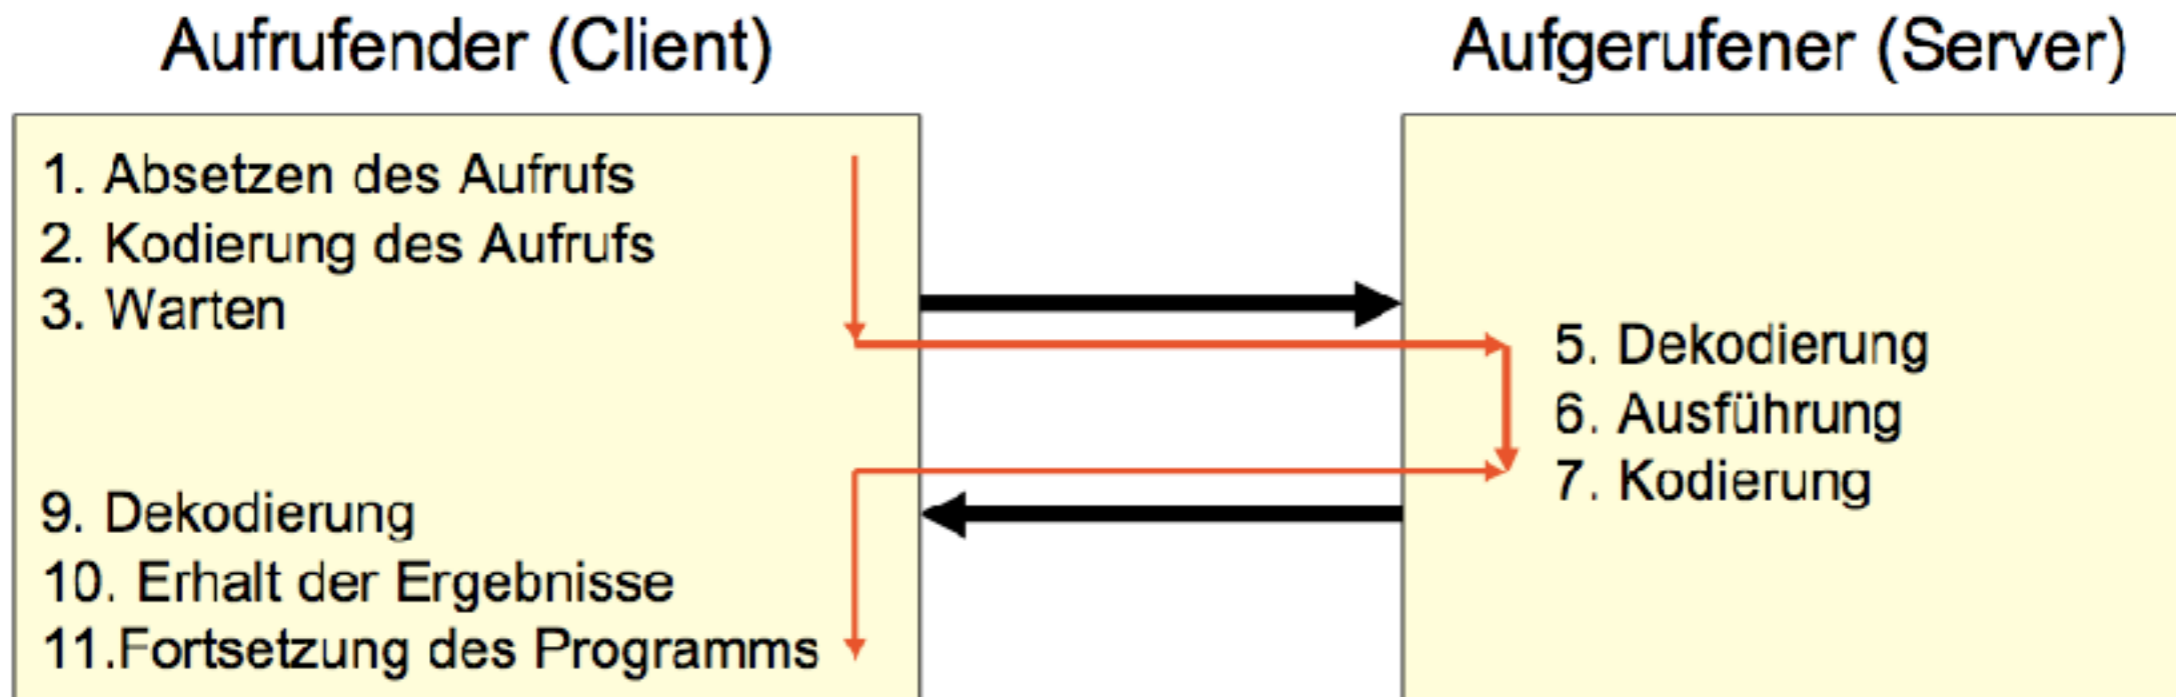 Aufrufender (Client)
Aufgerufener (Server)
1. Absetzen des Aufrufs
2. Kodierung des Aufrufs
3. Warten
5. Dekodierung
6. Ausführung
7. Kodierung
9. Dekodierung
10. Erhalt der Ergebnisse
11.Fortsetzung des Programms